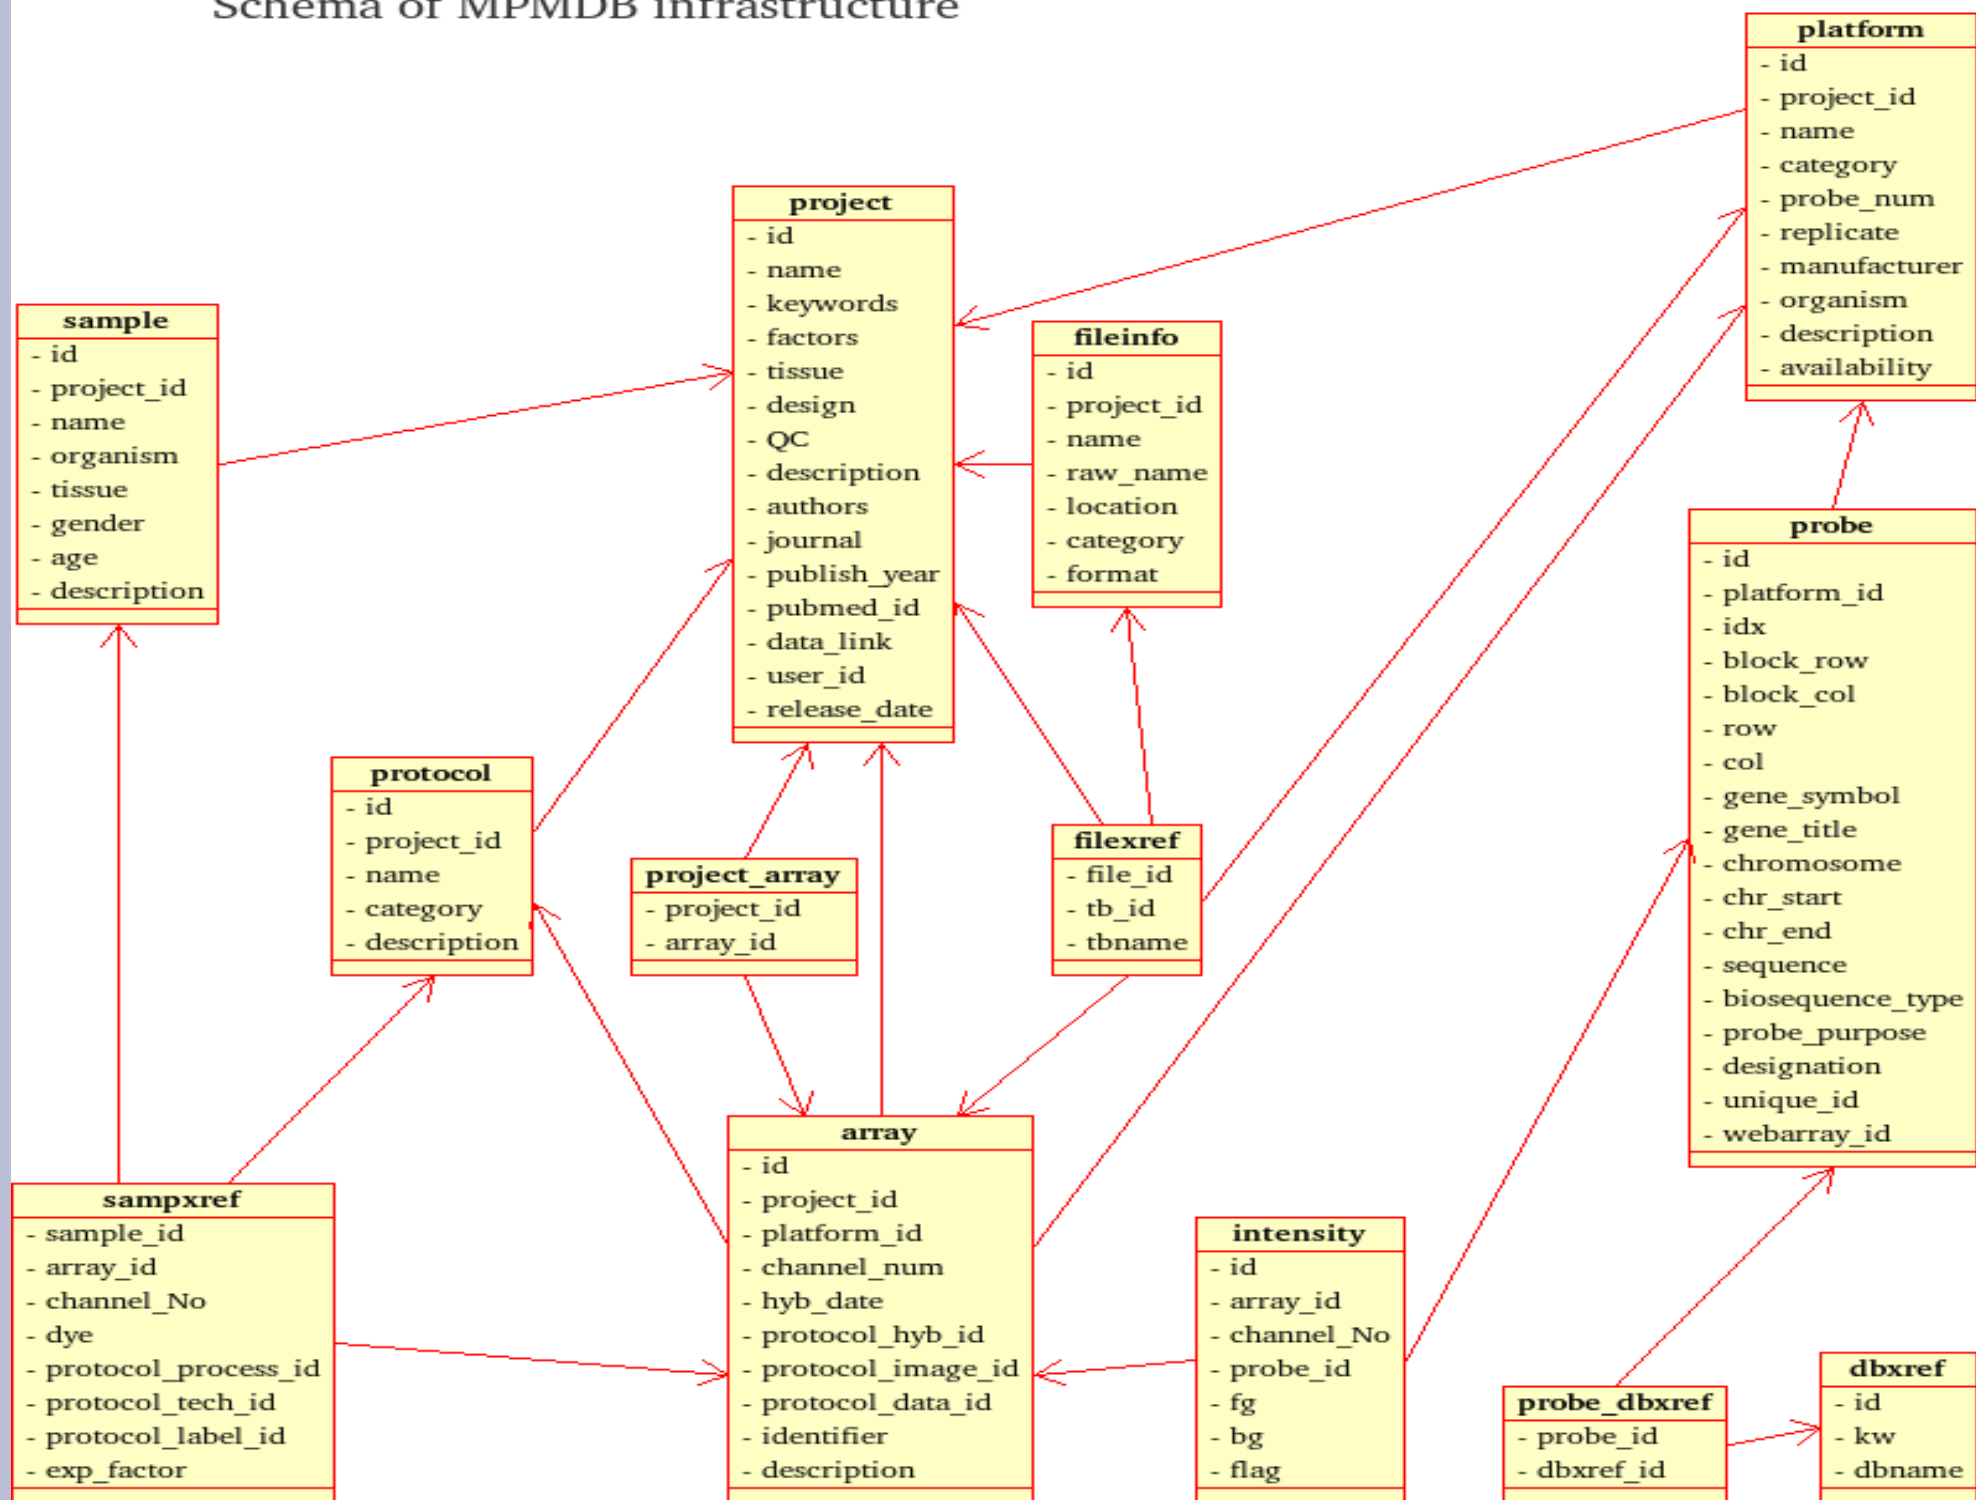 Schema of MPMDB infrastructure
platform
- id
- project_id
- name
- category
- probe_num
- replicate
- manufacturer
- organism
- description
- availability
project
- id
- name
- keywords
- factors
- tissue
- design
- QC
- description
- authors
- journal
- publish_year
- pubmed_id
- data_link
- user_id
- release_date
sample
- id
- project_id
- name
- organism
- tissue
- gender
- age
- description
fileinfo
- id
- project_id
- name
- raw_name
- location
- category
- format
probe
- id
- platform_id
- idx
- block_row
- block_col
- row
- col
- gene_symbol
- gene_title
- chromosome
- chr_start
- chr_end
- sequence
- biosequence_type
- probe_purpose
- designation
- unique_id
- webarray_id
protocol
- id
- project_id
- name
- category
- description
project_array
- project_id
- array_id
filexref
- file_id
- tb_id
- tbname
sampxref
- sample_id
- array_id
- channel_No
- dye
- protocol_process_id
- protocol_tech_id
- protocol_label_id
- exp_factor
array
- id
- project_id
- platform_id
- channel_num
- hyb_date
- protocol_hyb_id
- protocol_image_id
- protocol_data_id
- identifier
- description
intensity
- id
- array_id
- channel_No
- probe_id
- fg
- bg
- flag
probe_dbxref
- probe_id
- dbxref_id
dbxref
- id
- kw
- dbname